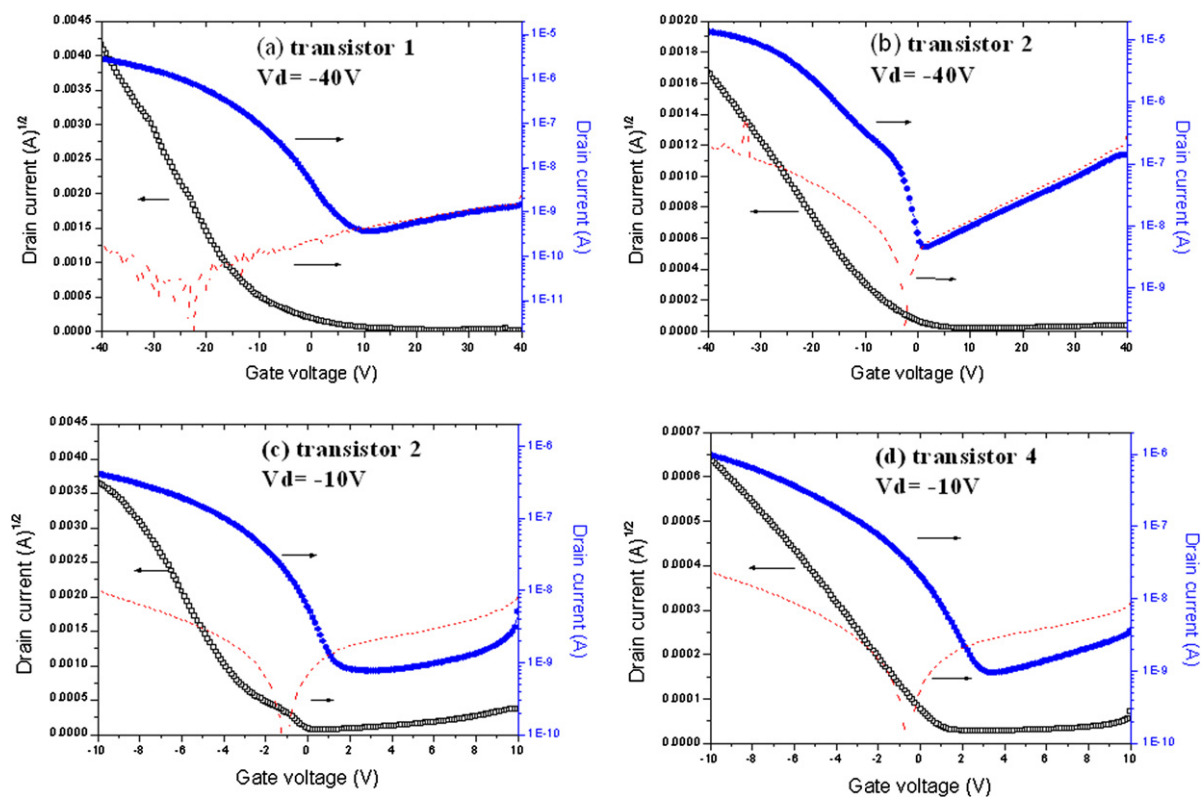 (a) transistor 1
Vd= -40V
Drain current (A)1/2
0.0045
0.0040
0.0035
0.0030
0.0025
0.0020
0.0015
0.0010
0.0005
0.0000
-40 -30 -20 -10 0 10 20 30 40
Gate voltage (V)
1E-5
1E-6
1E-7
1E-8
1E-9
1E-10
1E-11
Drain current (A)
(b) transistor 2
Vd= -40V
Drain current (A)1/2
0.0020
0.0018
0.0016
0.0014
0.0012
0.0010
0.0008
0.0006
0.0004
0.0002
0.0000
-40 -30 -20 -10 0 10 20 30 40
Gate voltage (V)
1E-5
1E-6
1E-7
1E-8
1E-9
Drain current (A)
(c) transistor 2
Vd= -10V
Drain current (A)1/2
0.0045
0.0040
0.0035
0.0030
0.0025
0.0020
0.0015
0.0010
0.0005
0.0000
-10 -8 -6 -4 -2 0 2 4 6 8 10
Gate voltage (V)
1E-6
1E-7
1E-8
1E-9
1E-10
Drain current (A)
(d) transistor 4
Vd= -10V
Drain current (A)1/2
0.0007
0.0006
0.0005
0.0004
0.0003
0.0002
0.0001
0.0000
-10 -8 -6 -4 -2 0 2 4 6 8 10
Gate voltage (V)
1E-6
1E-7
1E-8
1E-9
1E-10
Drain current (A)